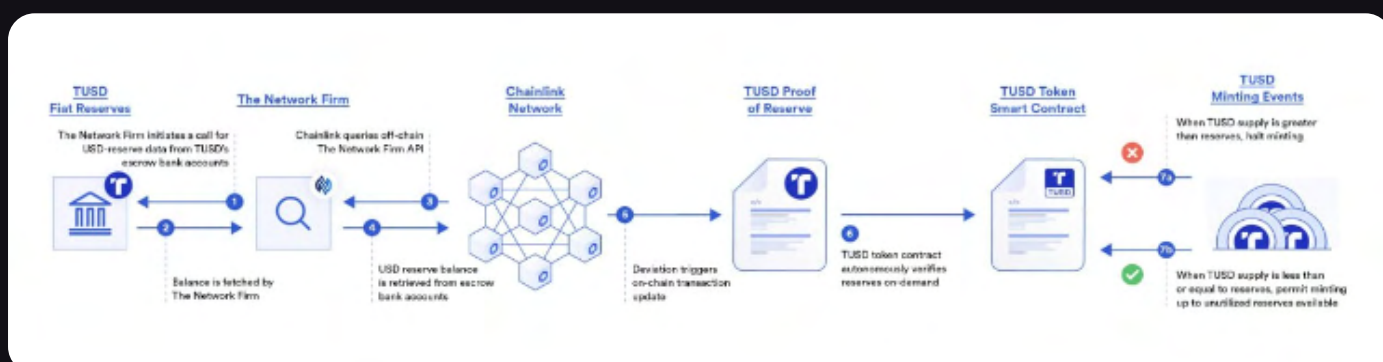 TUSD
Fiat Reserves
The Network Firm initiates a call for
USD-reserve data from TUSD's
escrow bank accounts
1
2
Balance is fetched by
The Network Firm
The Network Firm
Chainlink queries off-chain
The Network Firm API
3
4
USD reserve balance
is retrieved from escrow
bank accounts
Chainlink
Network
5
Deviation triggers
on-chain transaction
update
TUSD Proof
of Reserve
</>
6
TUSD token contract
autonomously verifies
reserves on-demand
TUSD Token
Smart Contract
TUSD
</>
TUSD
Minting Events
When TUSD supply is greater
than reserves, halt minting
7a
7b
When TUSD supply is less than
or equal to reserves, permit minting
up to unutilized reserves available